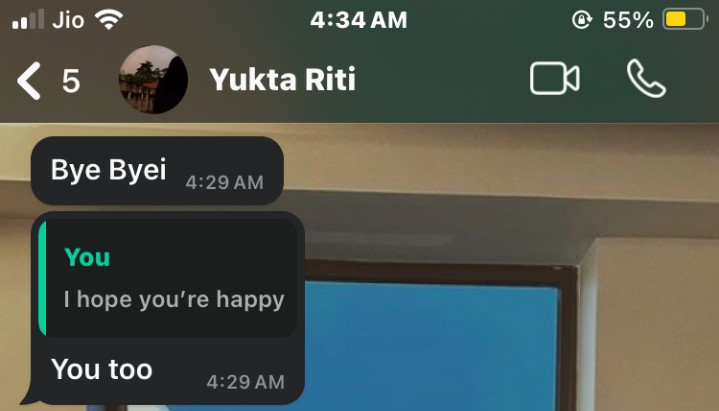 Jio 4:34 AM 55%
5 Yukta Riti
Bye Byei 4:29 AM
You
I hope you’re happy
You too 4:29 AM